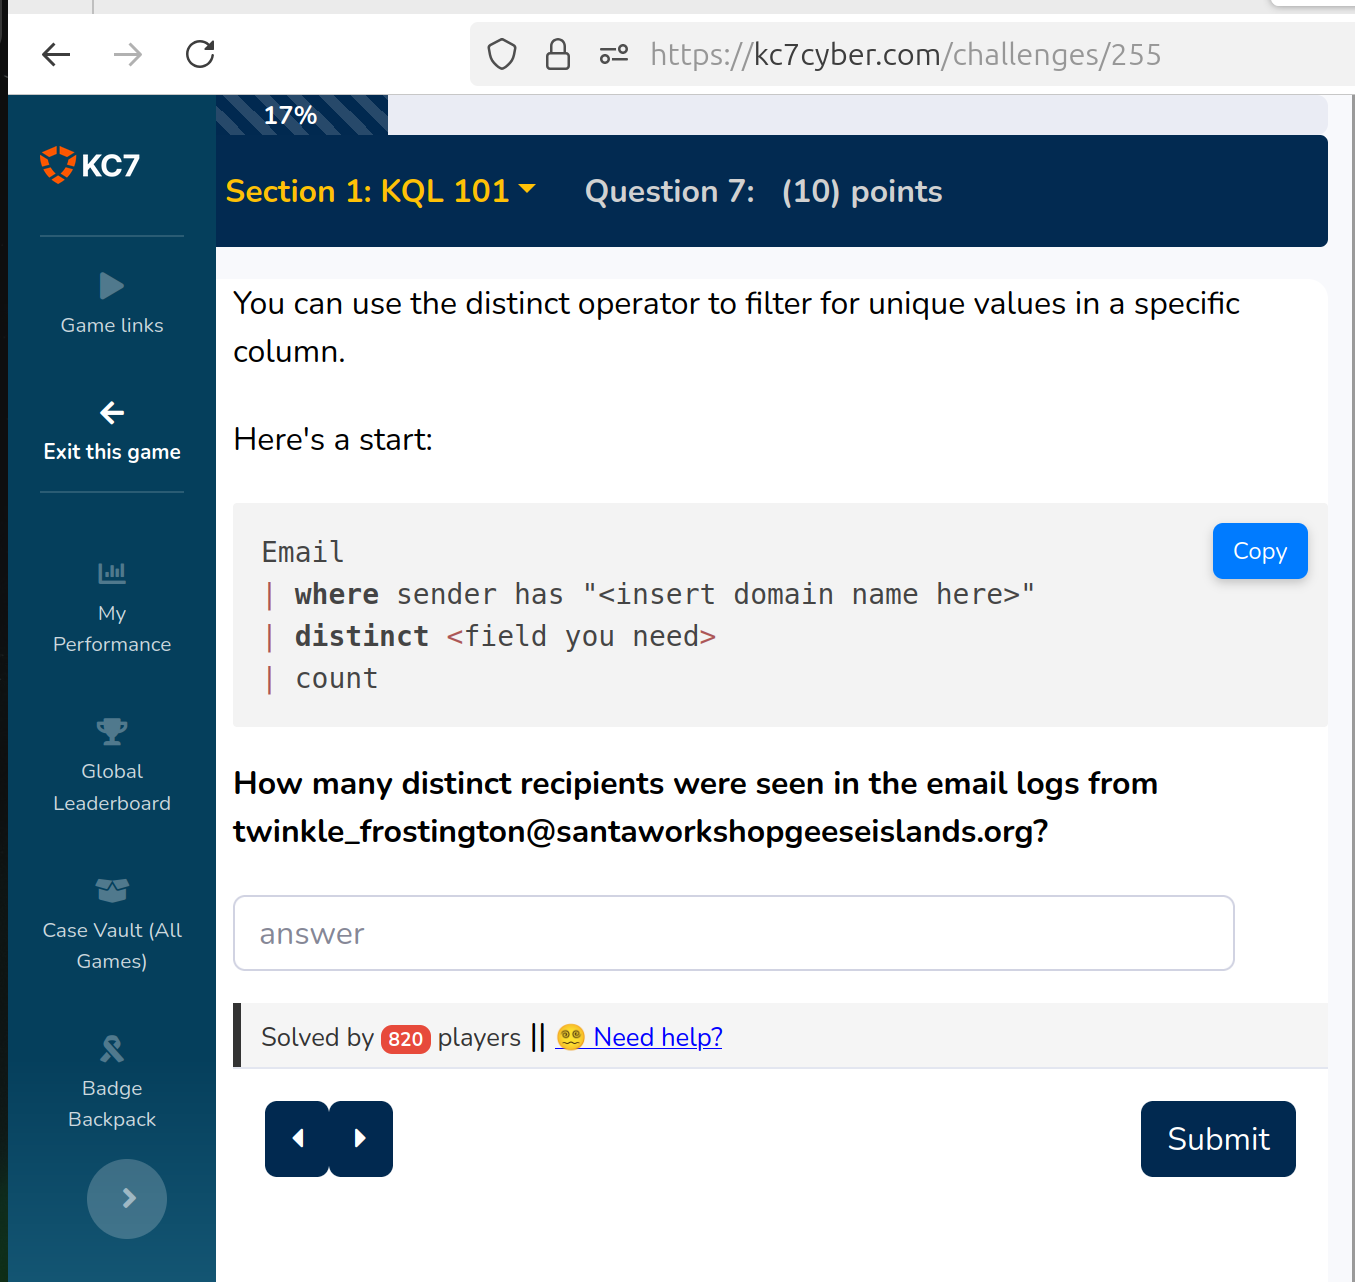 https://kc7cyber.com/challenges/255
17%
KC7
Section 1: KQL 101 Question 7: (10) points
Game links
Exit this game
My
Performance
Global
Leaderboard
Case Vault (All
Games)
Badge
Backpack
You can use the distinct operator to filter for unique values in a specific
column.
Here's a start:
Copy
Email
| where sender has "<insert domain name here>"
| distinct <field you need>
| count
How many distinct recipients were seen in the email logs from
twinkle_frostington@santaworkshopgeeseislands.org?
answer
Solved by 820 players || 😵‍💫 Need help?
Submit